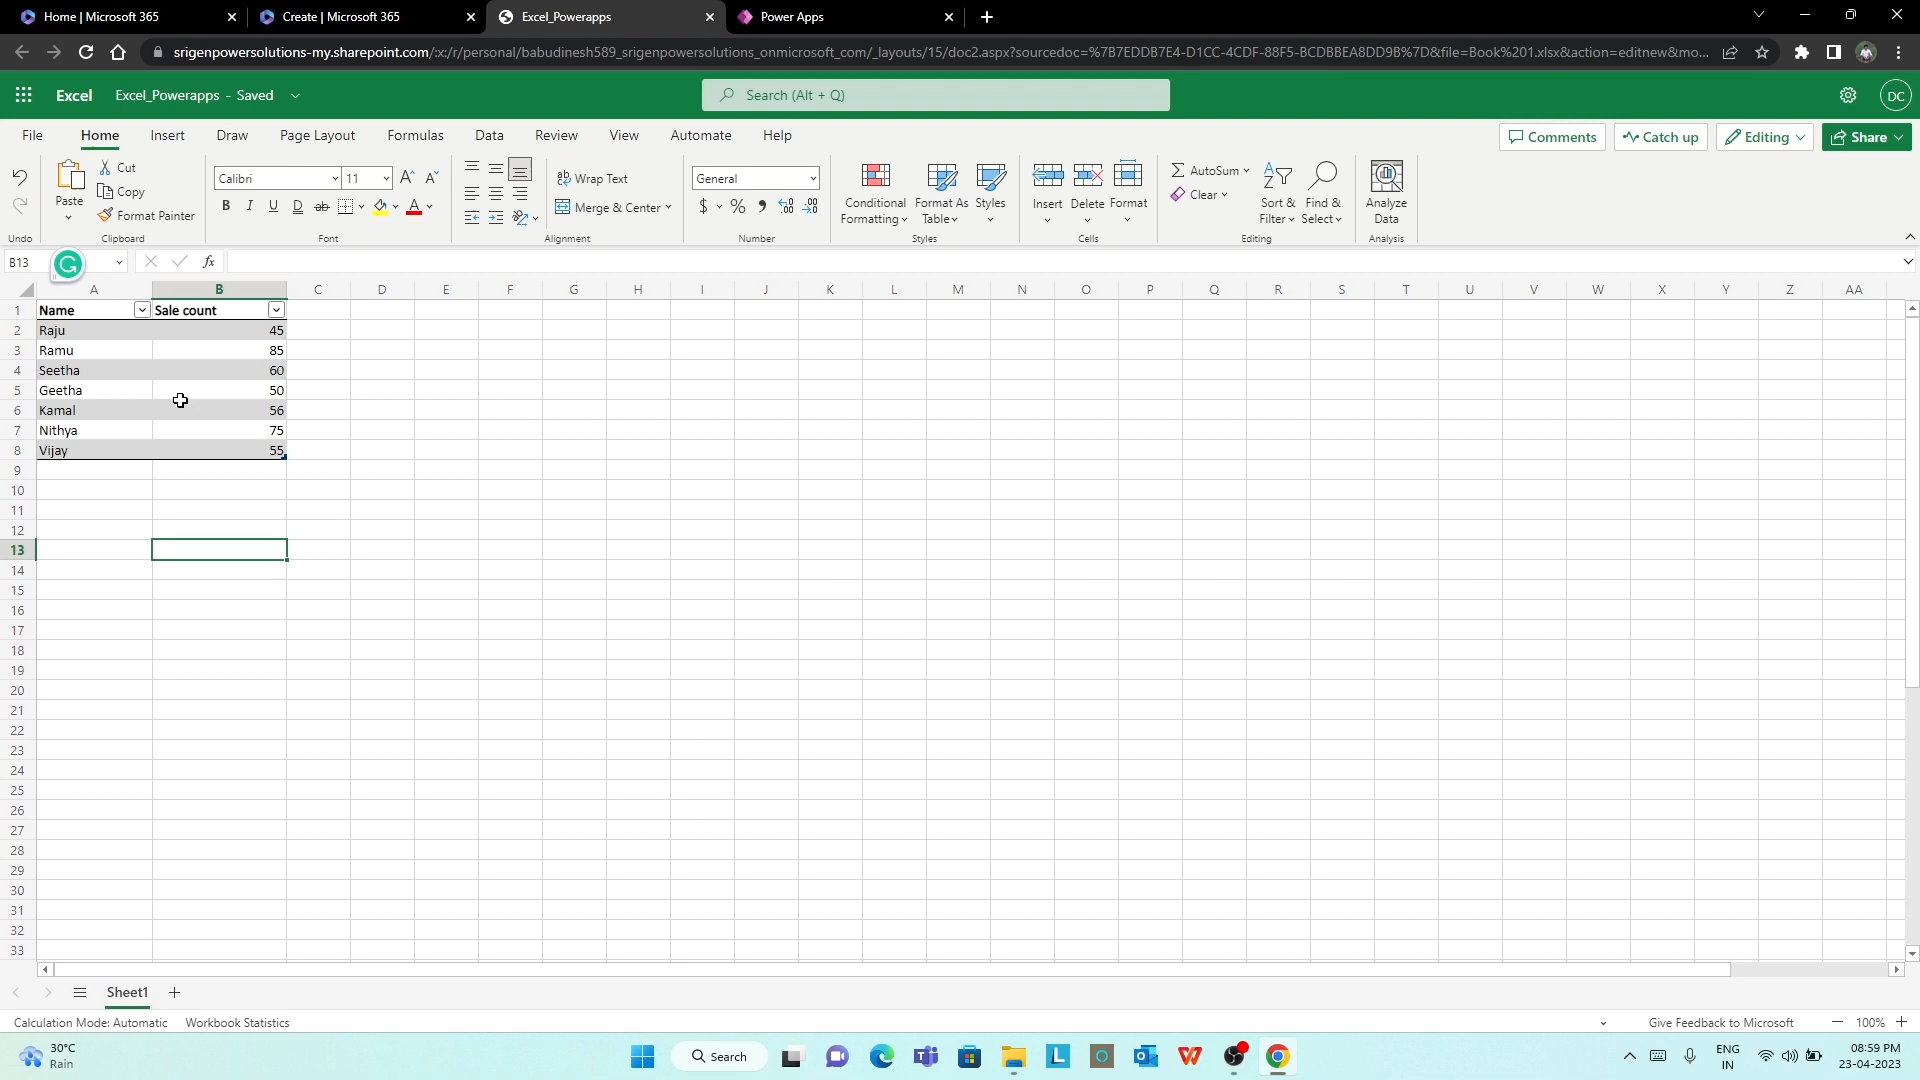 Home | Microsoft 365
Create | Microsoft 365
Excel_Powerapps
Power Apps
srigenpowersolutions-my.sharepoint.com/:x:/r/personal/babudinesh589_srigenpowersolutions_onmicrosoft_com/_layouts/15/doc2.aspx?sourcedoc=%7B7EDDB7E4-D1CC-4CDF-88F5-BCDBBEA8DD9B%7D&file=Book%201.xlsx&action=editnew&mo...
Excel Excel_Powerapps - Saved
Search (Alt + Q)
DC
File Home Insert Draw Page Layout Formulas Data Review View Automate Help
Comments Catch up Editing Share
Paste Cut Copy Format Painter
Calibri 11
B I U D ab
Wrap Text
Merge & Center
General
$ % 9
Conditional Formatting
Format As Table
Styles
Insert Delete Format
AutoSum
Clear
Sort & Filter
Find & Select
Analyze Data
Undo Clipboard Font Alignment Number Styles Cells Editing Analysis
B13 fx
A B C D E F G H I J K L M N O P Q R S T U V W X Y Z AA
1 Name Sale count
2 Raju 45
3 Ramu 85
4 Seetha 60
5 Geetha 50
6 Kamal 56
7 Nithya 75
8 Vijay 55
9
10
11
12
13
14
15
16
17
18
19
20
21
22
23
24
25
26
27
28
29
30
31
32
33
Sheet1
Calculation Mode: Automatic Workbook Statistics
Give Feedback to Microsoft 100%
30°C
Rain
Search
ENG
IN
08:59 PM
23-04-2023